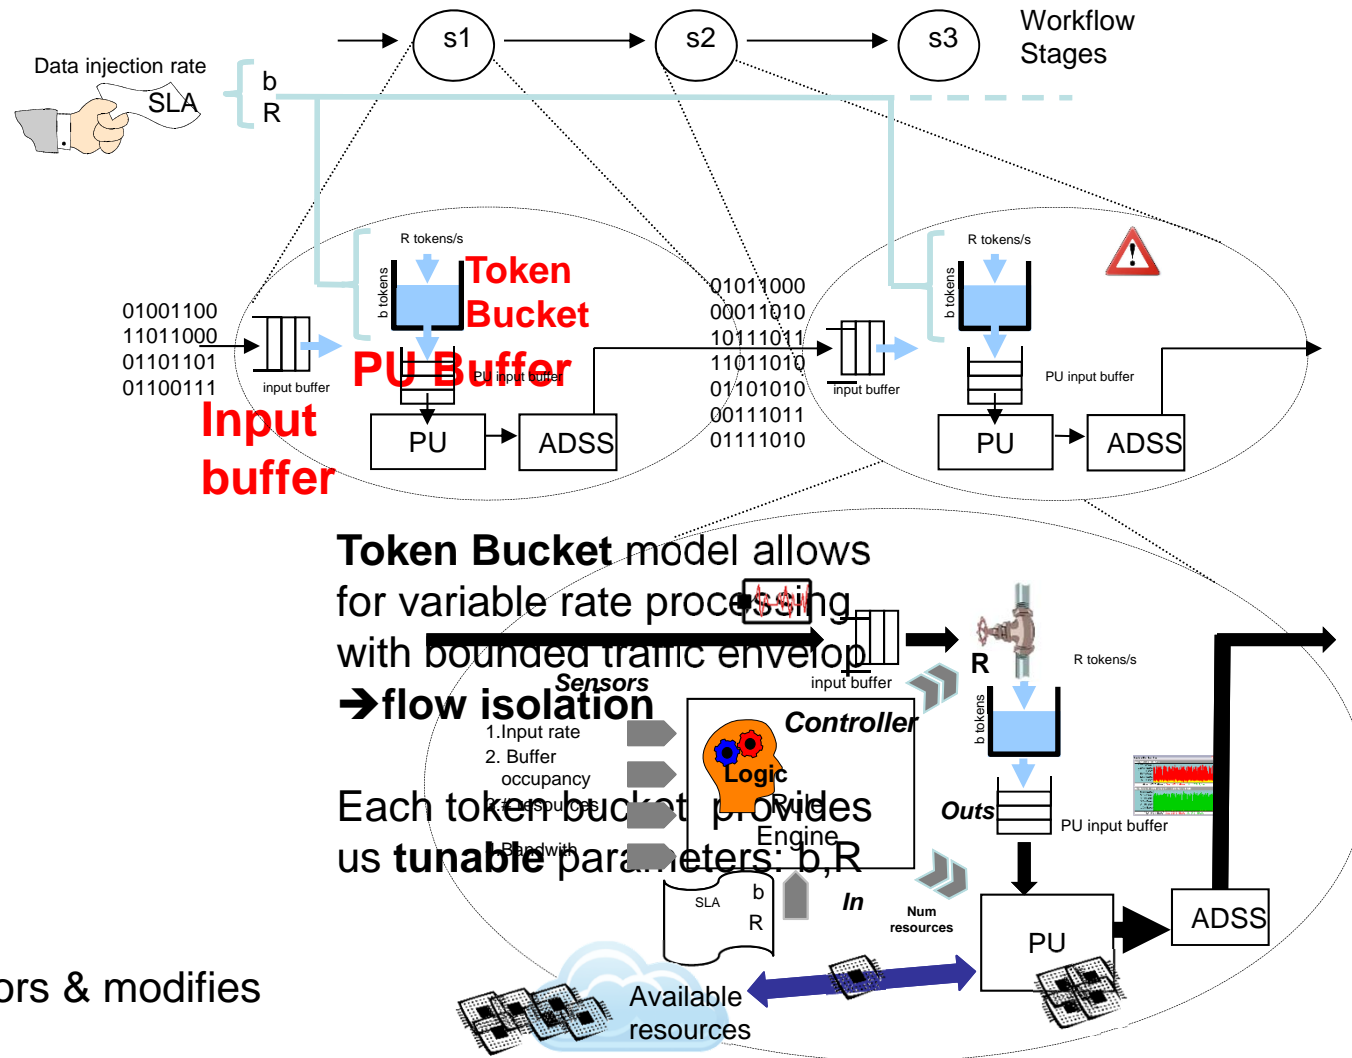 s1
s2
s3
Workflow
Stages
Data injection rate
SLA
b
R
R tokens/s
b tokens
Token
Bucket
01001100
11011000
01101101
01100111
input buffer
PU Buffer
PU input buffer
Input
buffer
PU
ADSS
01011000
00011010
10111011
11011010
01101010
00111011
01111010
R tokens/s
b tokens
input buffer
PU input buffer
PU
ADSS
Token Bucket model allows
for variable rate processing
with bounded traffic envelop
➔flow isolation
Each token bucket provides
us tunable parameters: b,R
Sensors
1.Input rate
2. Buffer
occupancy
resources
Bandwith
input buffer
Controller
Logic
Rule
Engine
R
R tokens/s
b tokens
Outs
PU input buffer
SLA
b
R
In
Num
resources
PU
ADSS
Available
resources
ors & modifies